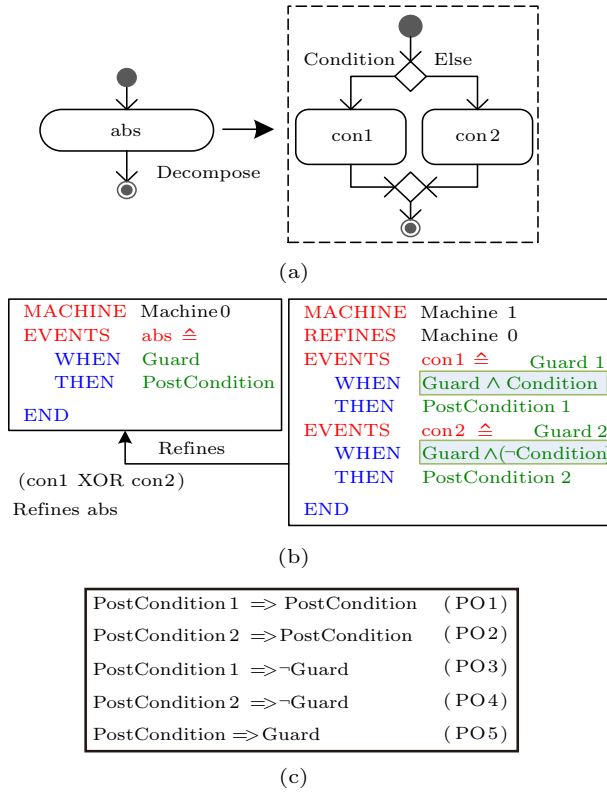 Condition Else
abs
con1
con2
Decompose
(a)
MACHINE Machine0
EVENTS abs ≙
WHEN Guard
THEN PostCondition
END
Refines
(con1 XOR con2)
Refines abs
MACHINE Machine 1
REFINES Machine 0
EVENTS con1 ≙ Guard 1
WHEN Guard ∧ Condition
THEN PostCondition 1
EVENTS con2 ≙ Guard 2
WHEN Guard ∧(¬Condition)
THEN PostCondition 2
END
(b)
PostCondition 1 => PostCondition (PO1)
PostCondition 2 =>PostCondition (PO2)
PostCondition 1 =>¬Guard (PO3)
PostCondition 2 =>¬Guard (PO4)
PostCondition =>Guard (PO5)
(c)